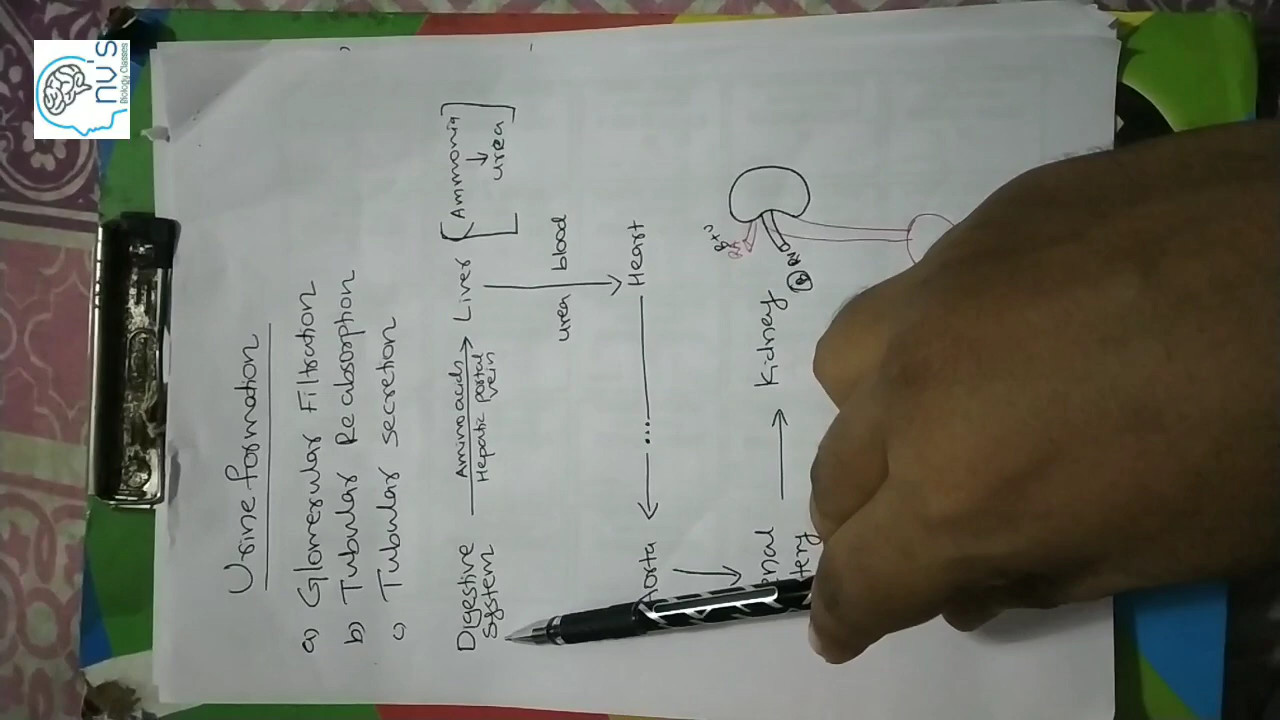 nv's
Biology Classes
Urine formation
a) Glomerular Filtration
b) Tubular Reabsorption
c) Tubular secretion
Digestive System
Amino acids
Hepatic portal vein
Liver
[Ammonia
↓
urea]
urea blood
Heart
Aorta
Kidney